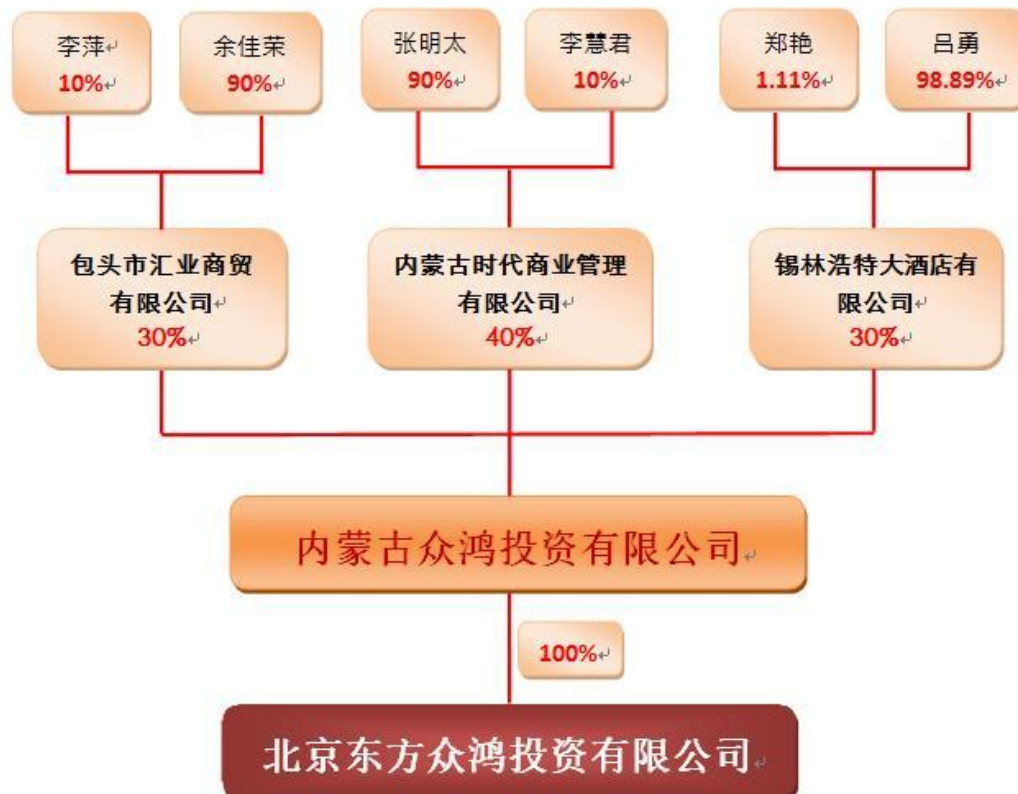 李萍
10%
余佳荣
90%
张明太
90%
李慧君
10%
郑艳
1.11%
吕勇
98.89%
包头市汇业商贸
有限公司
30%
内蒙古时代商业管理
有限公司
40%
锡林浩特大酒店有
限公司
30%
内蒙古众鸿投资有限公司
100%
北京东方众鸿投资有限公司